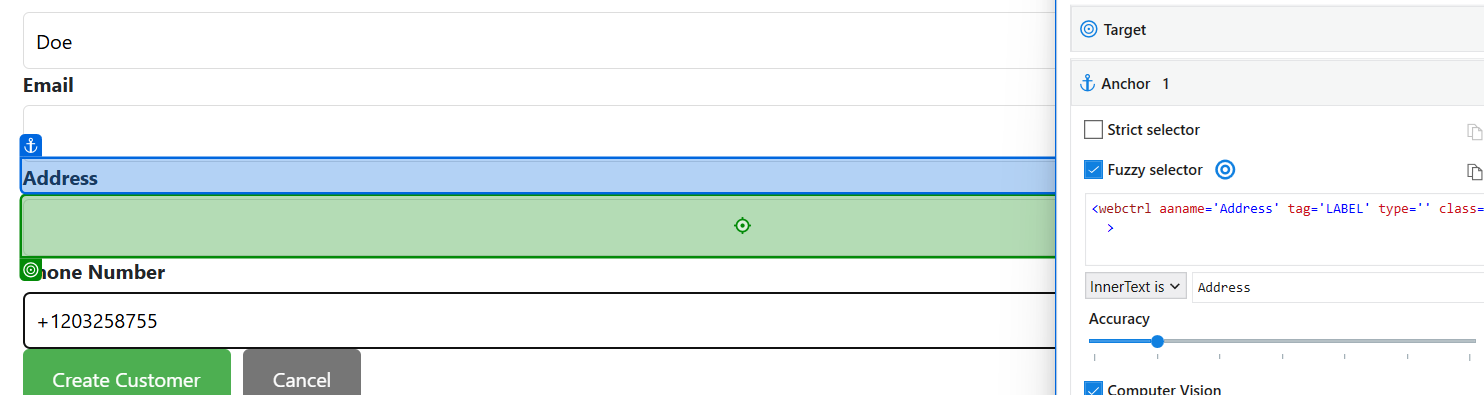 Doe
Email
Address
hone Number
+1203258755
Create Customer
Cancel
Target
Anchor 1
Strict selector
Fuzzy selector
<webctrl aaname='Address' tag='LABEL' type='' class=
>
InnerText is
Address
Accuracy
Computer Vision